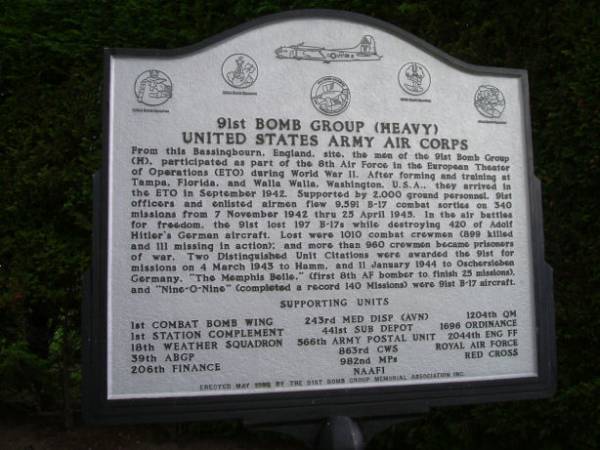 91st BOMB GROUP (HEAVY)
UNITED STATES ARMY AIR CORPS
From this Bassingbourn, England, site, the men of the 91st Bomb Group
(H), participated as part of the 8th Air Force in the European Theater
of Operations (ETO) during World War II. After forming and training at
Tampa, Florida, and Walla Walla, Washington, U.S.A., they arrived in
the ETO in September 1942. Supported by 2,000 ground personnel, 91st
officers and enlisted airmen flew 9,591 B-17 combat sorties on 340
missions from 7 November 1942 thru 25 April 1945. In the air battles
for freedom, the 91st lost 197 B-17s while destroying 420 of Adolf
Hitler's German aircraft. Lost were 1010 combat crewmen (899 killed
and 111 missing in action); and more than 960 crewmen became prisoners
of war. Two Distinguished Unit Citations were awarded the 91st for
missions on 4 March 1943 to Hamm, and 11 January 1944 to Oschersleben
Germany. "The Memphis Belle," (first 8th AF bomber to finish 25 missions),
and "Nine-O-Nine" (completed a record 140 Missions) were 91st B-17 aircraft.
SUPPORTING UNITS
1st COMBAT BOMB WING 243rd MED DISP (AVN) 1204th QM
1st STATION COMPLEMENT 441st SUB DEPOT 1696 ORDINANCE
18th WEATHER SQUADRON 566th ARMY POSTAL UNIT 2044th ENG FF
39th ABGP 863rd CWS ROYAL AIR FORCE
206th FINANCE 982nd MPs RED CROSS
NAAFI
ERECTED MAY BY THE 91ST BOMB GROUP MEMORIAL ASSOCIATION INC.